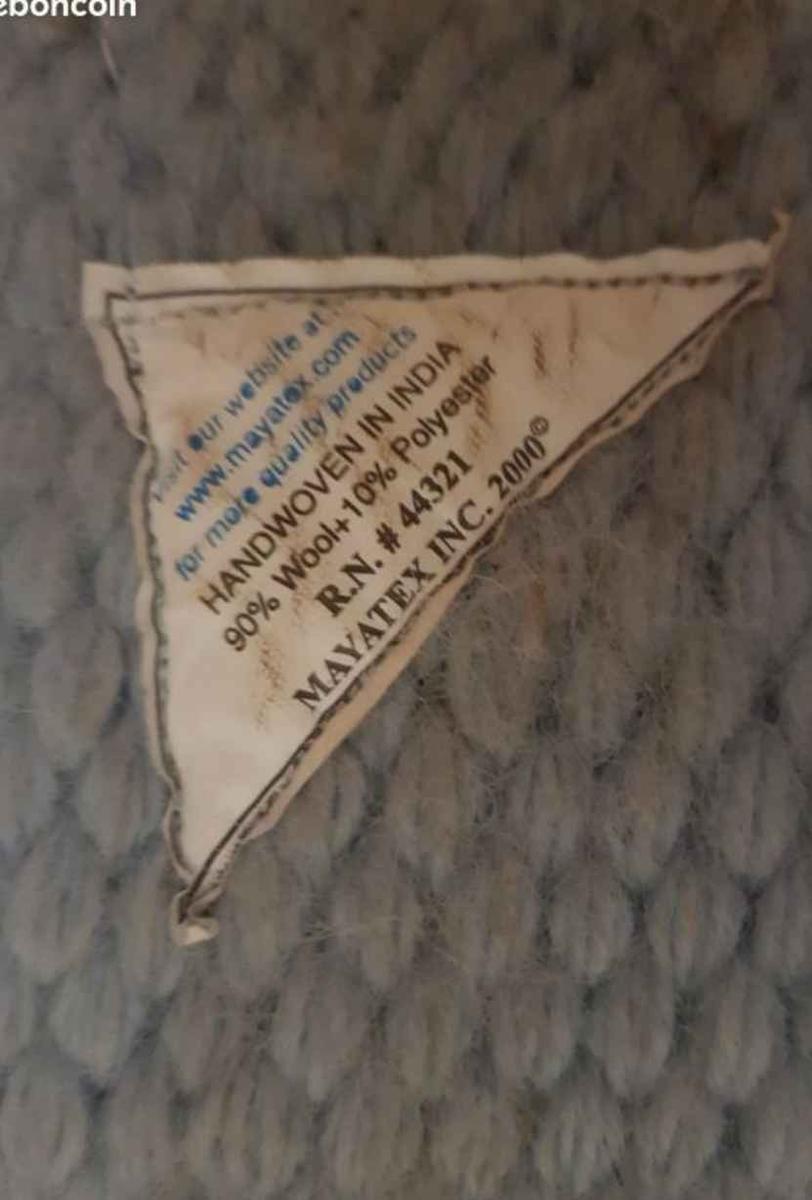 eboncoin
visit our website at
www.mayatex.com
for more quality products
HANDWOVEN IN INDIA
90% Wool+10% Polyester
R.N. # 44321
MAYATEX INC. 2000©